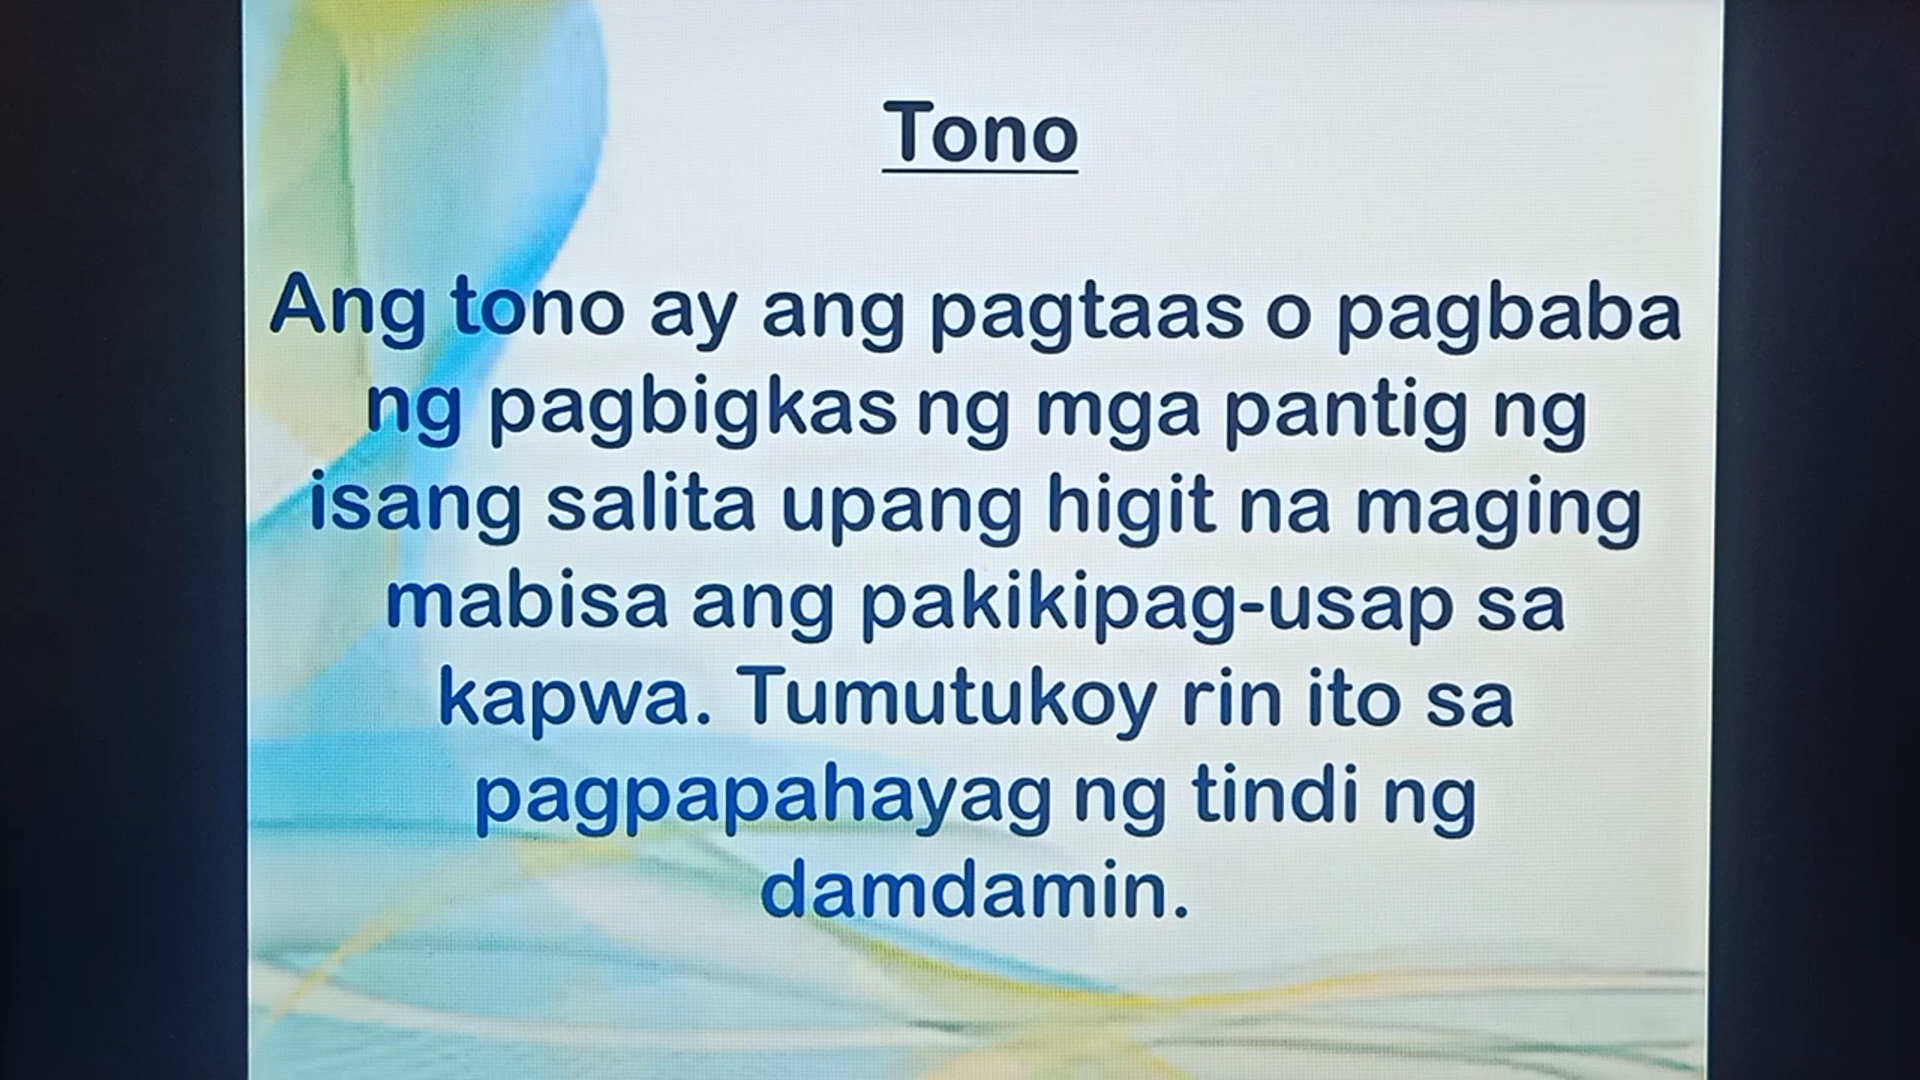 Tono
Ang tono ay ang pagtaas o pagbaba
ng pagbigkas ng mga pantig ng
isang salita upang higit na maging
mabisa ang pakikipag-usap sa
kapwa. Tumutukoy rin ito sa
pagpapahayag ng tindi ng
damdamin.